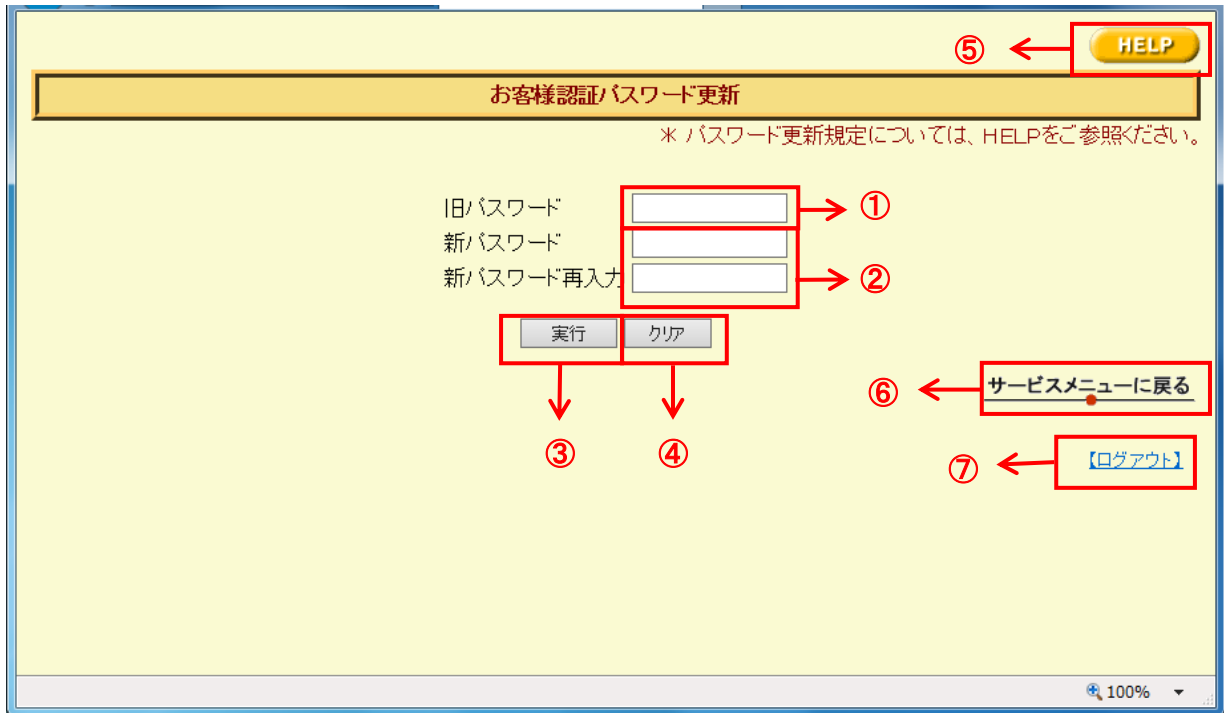 ⑤ HELP
お客様認証パスワード更新
＊ パスワード更新規定については、HELPをご参照ください。
旧パスワード ①
新パスワード
新パスワード再入力 ②
実行 クリア
⑥ サービスメニューに戻る
③ ④
⑦ 【ログアウト】
100%